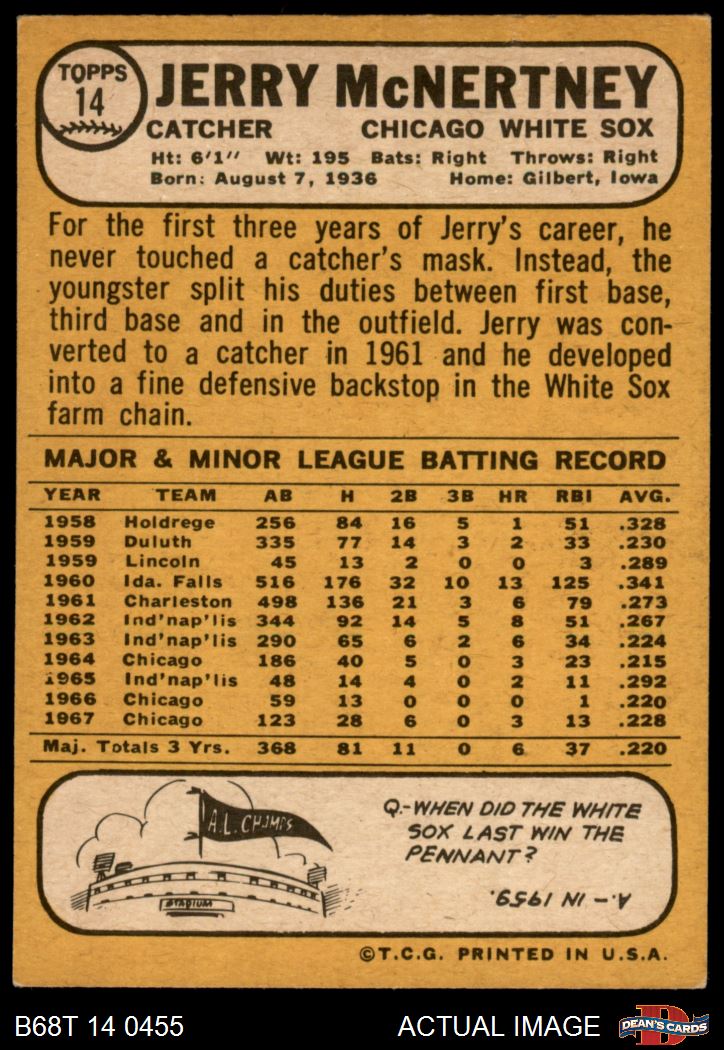 TOPPS
14
JERRY McNERTNEY
CATCHER CHICAGO WHITE SOX
Ht: 6'1'' Wt: 195 Bats: Right Throws: Right
Born: August 7, 1936 Home: Gilbert, Iowa
For the first three years of Jerry's career, he
never touched a catcher's mask. Instead, the
youngster split his duties between first base,
third base and in the outfield. Jerry was con-
verted to a catcher in 1961 and he developed
into a fine defensive backstop in the White Sox
farm chain.
MAJOR & MINOR LEAGUE BATTING RECORD
YEAR TEAM AB H 2B 3B HR RBI AVG.
1958 Holdrege 256 84 16 5 1 51 .328
1959 Duluth 335 77 14 3 2 33 .230
1959 Lincoln 45 13 2 0 0 3 .289
1960 Ida. Falls 516 176 32 10 13 125 .341
1961 Charleston 498 136 21 3 6 79 .273
1962 Ind'nap'lis 344 92 14 5 8 51 .267
1963 Ind'nap'lis 290 65 6 2 6 34 .224
1964 Chicago 186 40 5 0 3 23 .215
1965 Ind'nap'lis 48 14 4 0 2 11 .292
1966 Chicago 59 13 0 0 0 1 .220
1967 Chicago 123 28 6 0 3 13 .228
Maj. Totals 3 Yrs. 368 81 11 0 6 37 .220
A.L. CHAMPS
STADIUM
Q.-WHEN DID THE WHITE
SOX LAST WIN THE
PENNANT?
A.-IN 1959.
©T.C.G. PRINTED IN U.S.A.
B68T 14 0455 ACTUAL IMAGE
D
DEAN'S CARDS